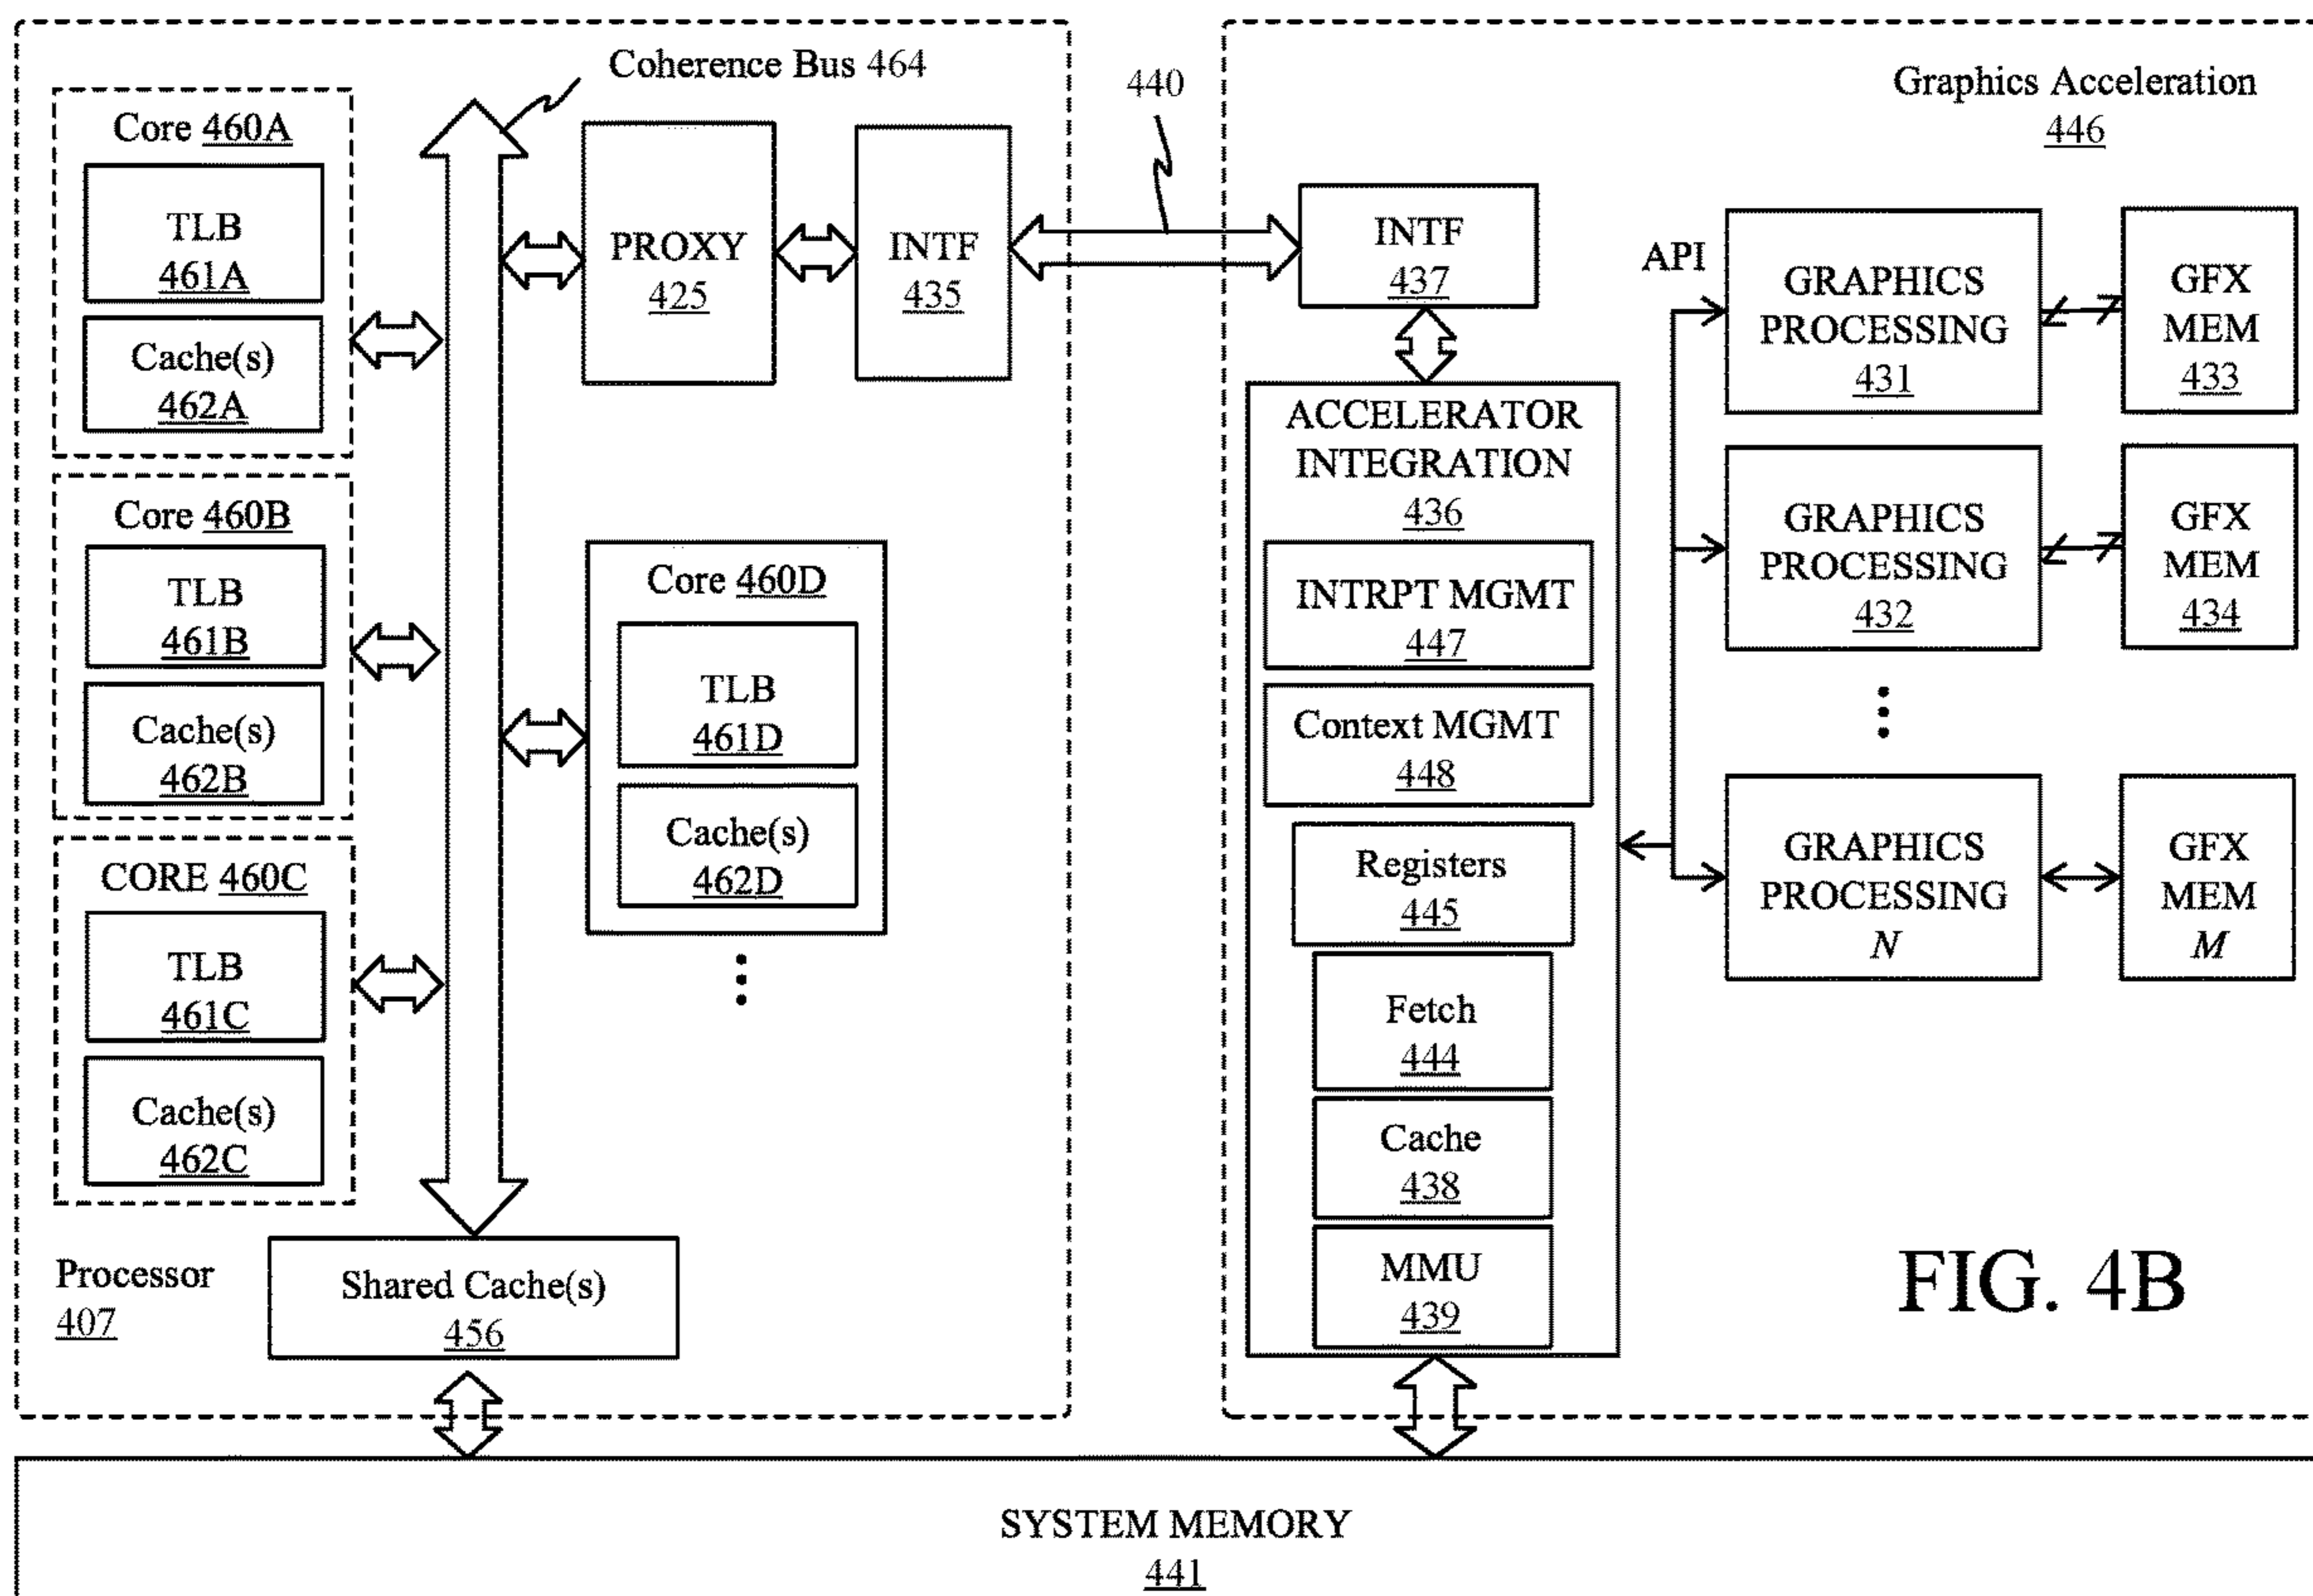 Coherence Bus 464
Core 460A
TLB
461A
Cache(s)
462A
Core 460B
TLB
461B
Cache(s)
462B
CORE 460C
TLB
461C
Cache(s)
462C
PROXY
425
INTF
435
Core 460D
TLB
461D
Cache(s)
462D
Processor
407
Shared Cache(s)
456
440
Graphics Acceleration
446
INTF
437
ACCELERATOR
INTEGRATION
436
INTRPT MGMT
447
Context MGMT
448
Registers
445
Fetch
444
Cache
438
MMU
439
API
GRAPHICS
PROCESSING
431
GFX
MEM
433
GRAPHICS
PROCESSING
432
GFX
MEM
434
GRAPHICS
PROCESSING
N
GFX
MEM
M
FIG. 4B
SYSTEM MEMORY
441